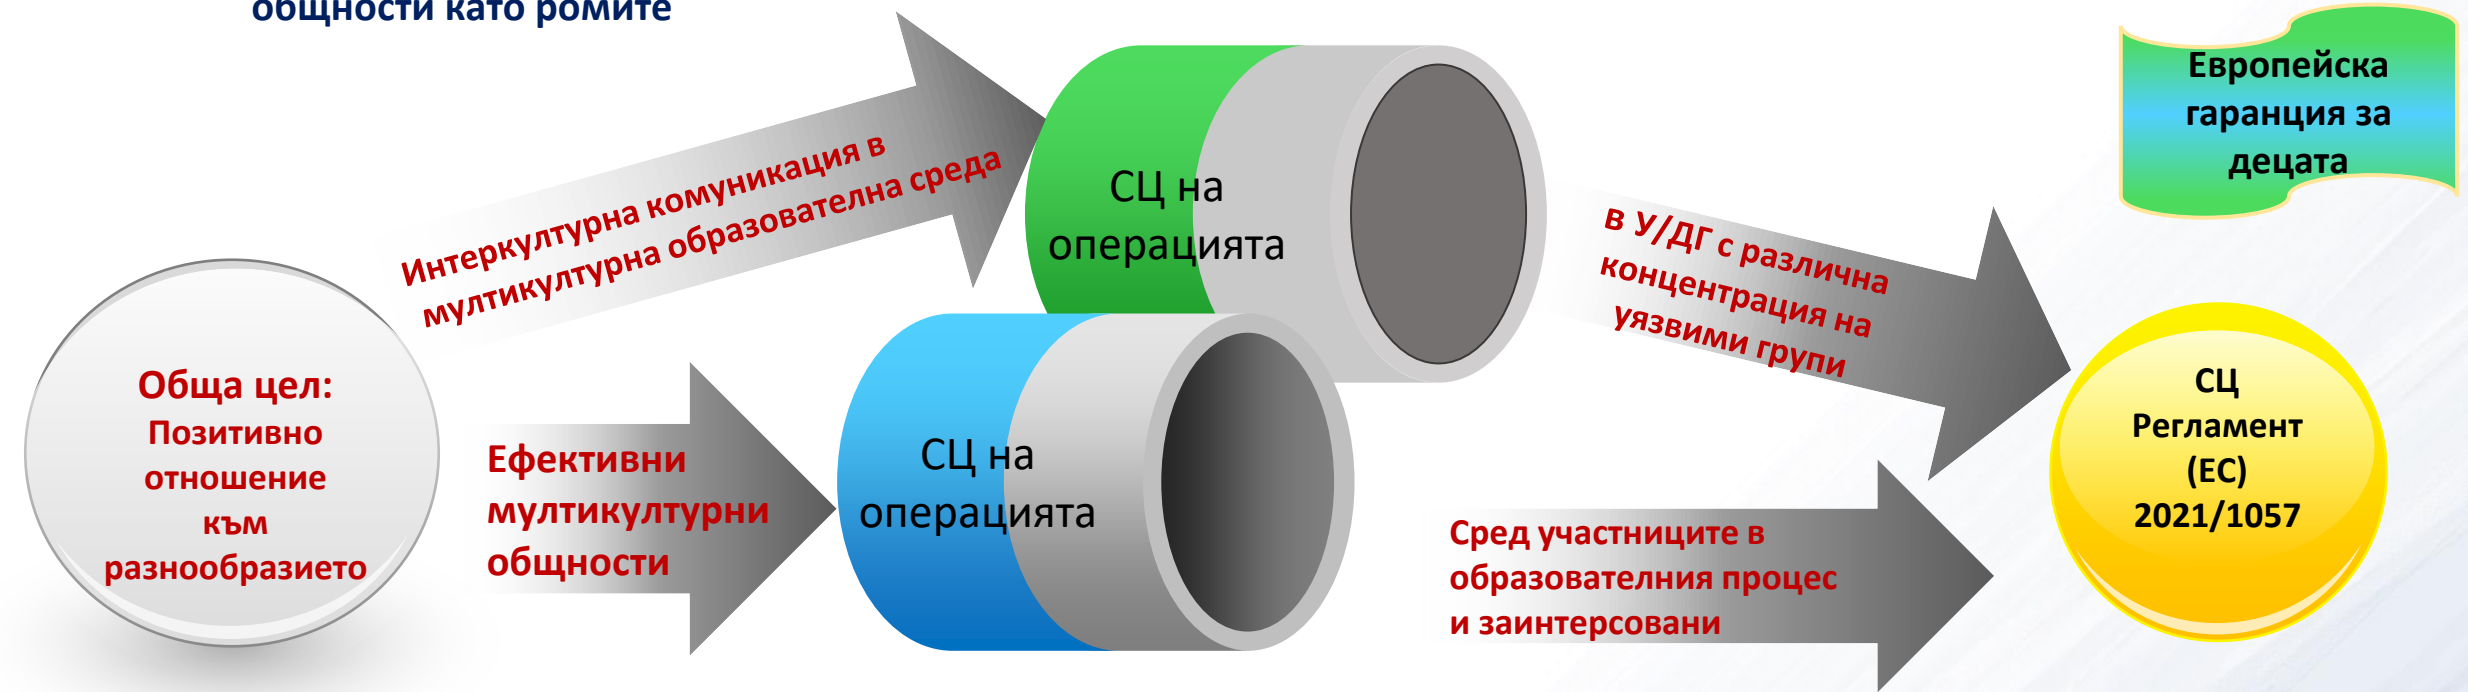 общности като ромите
Европейска
гаранция за
децата
Интеркултурна комуникация в
мултикултурна образователна среда
СЦ на
операцията
в У/ДГ с различна
концентрация на
уязвими групи
Обща цел:
Позитивно
отношение
към
разнообразието
Ефективни
мултикултурни
общности
СЦ на
операцията
Сред участниците в
образователния процес
и заинтерсовани
СЦ
Регламент
(ЕС)
2021/1057